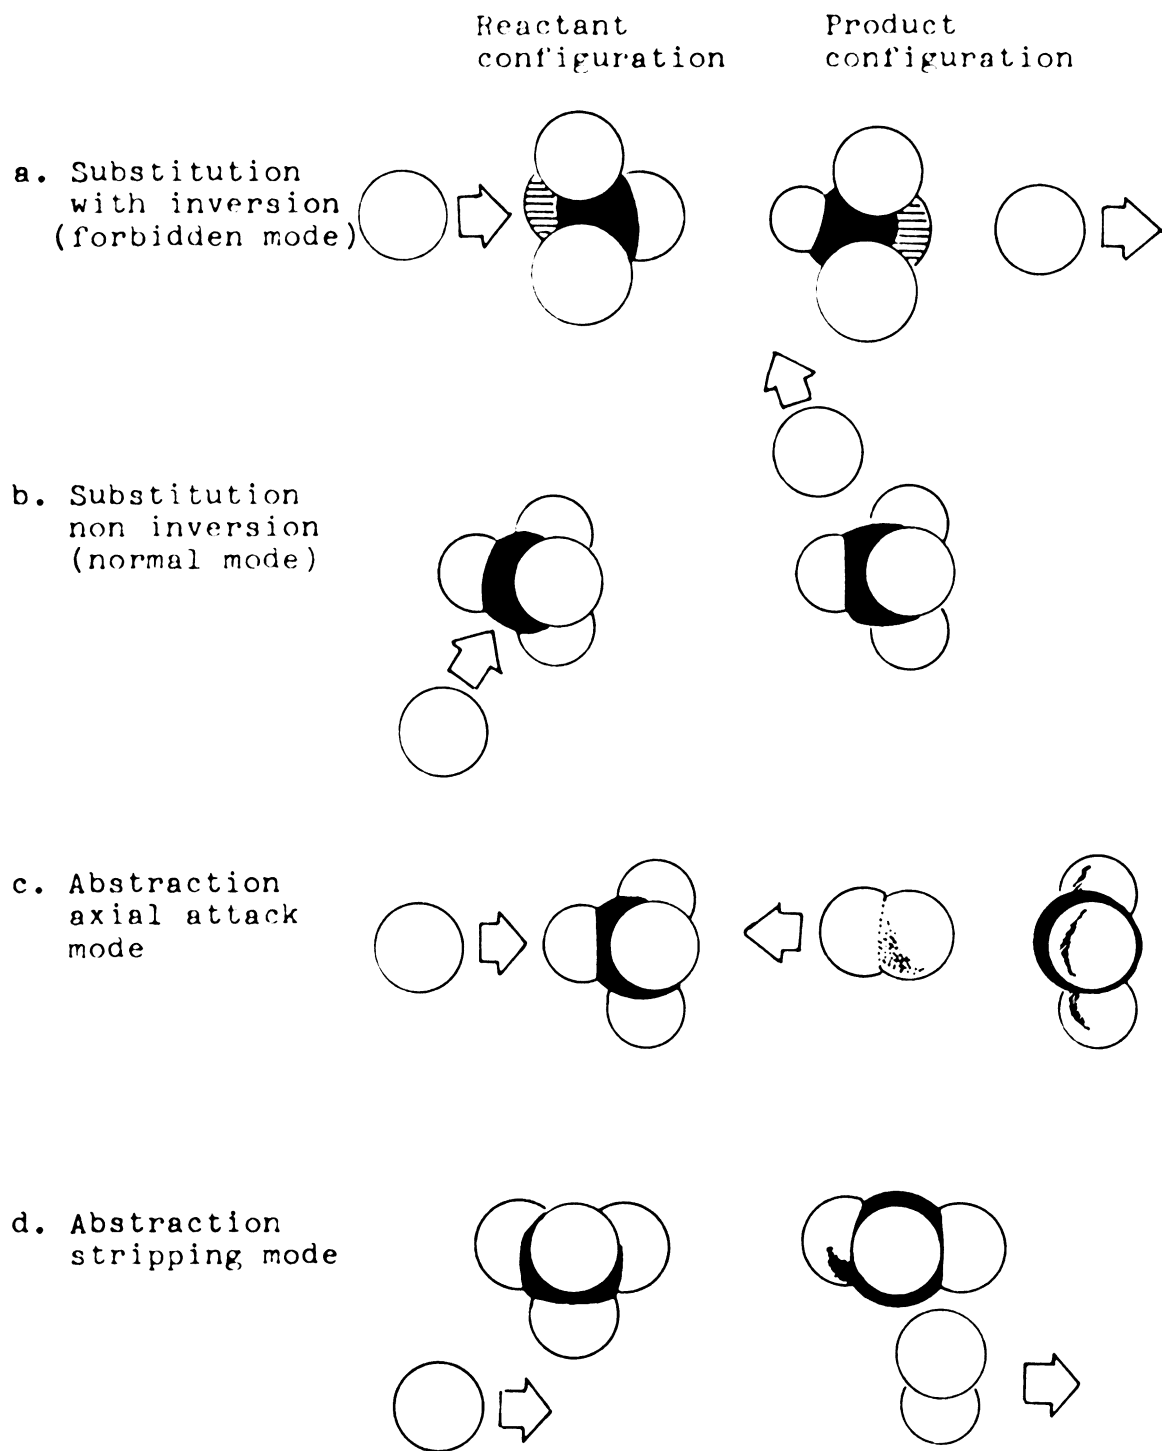 Reactant
configuration
Product
configuration
a. Substitution
with inversion
(forbidden mode)
b. Substitution
non inversion
(normal mode)
c. Abstraction
axial attack
mode
d. Abstraction
stripping mode